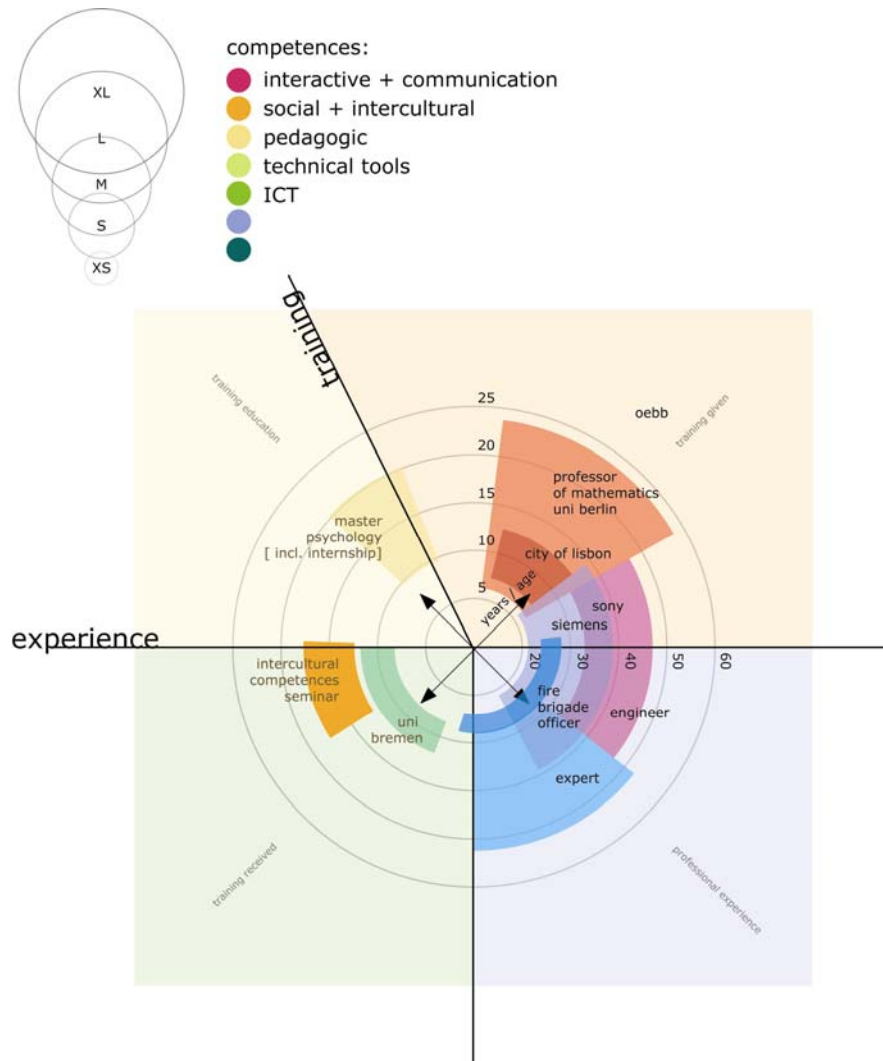 competences:
interactive + communication
social + intercultural
pedagogic
technical tools
ICT
XL
L
M
S
XS
training
training education
training given
oebb
25
20
15
10
5
professor
of mathematics
uni berlin
city of lisbon
years / age
master
psychology
[ incl. internship]
sony
siemens
experience
20
30
40
50
60
intercultural
competences
seminar
uni
bremen
fire
brigade
officer
engineer
expert
training received
professional experience